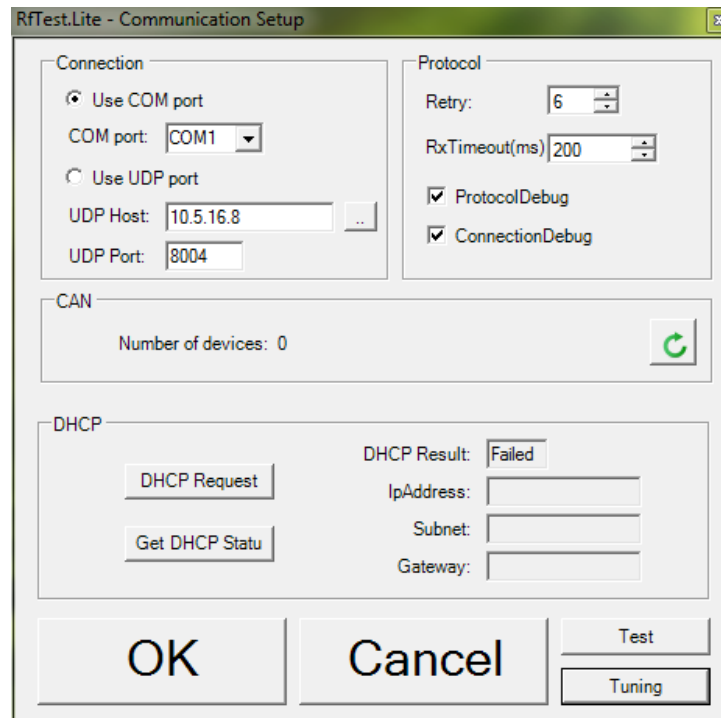 RfTest.Lite - Communication Setup
Connection
Use COM port
COM port: COM1
Use UDP port
UDP Host: 10.5.16.8 ..
UDP Port: 8004
Protocol
Retry: 6
RxTimeout(ms) 200
ProtocolDebug
ConnectionDebug
CAN
Number of devices: 0
DHCP
DHCP Request
Get DHCP Statu
DHCP Result: Failed
IpAddress:
Subnet:
Gateway:
OK
Cancel
Test
Tuning